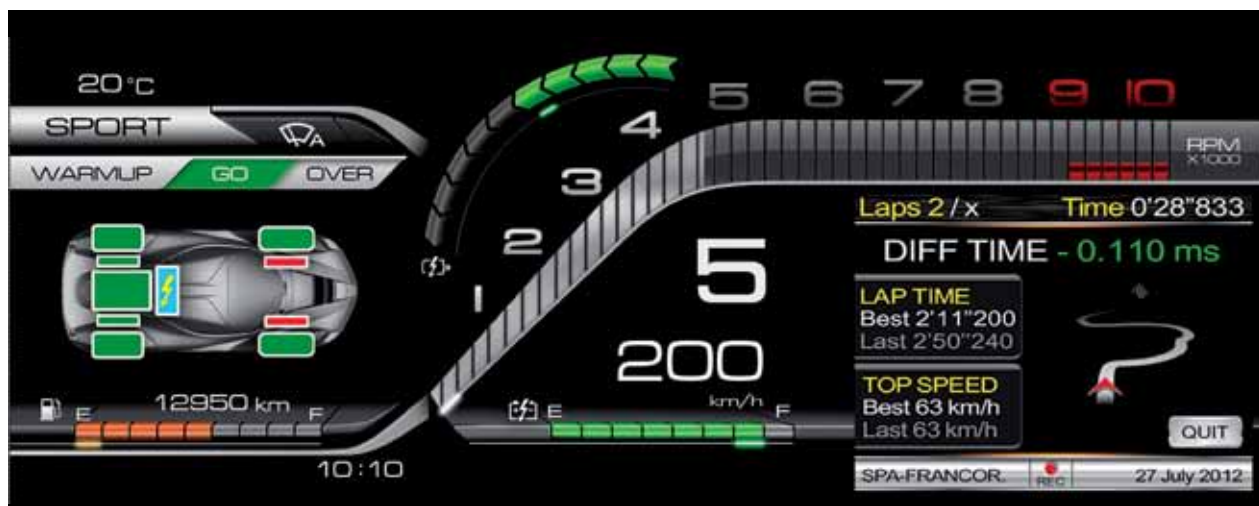 20°C
SPORT
A
WARMUP GO OVER
1 2 3 4 5 6 7 8 9 10
RPM
X1000
5
200
km/h
E 12950 km F
E F
10:10
Laps 2 / x Time 0'28"833
DIFF TIME - 0.110 ms
LAP TIME
Best 2'11"200
Last 2'50"240
TOP SPEED
Best 63 km/h
Last 63 km/h
QUIT
SPA-FRANCOR. REC 27 July 2012